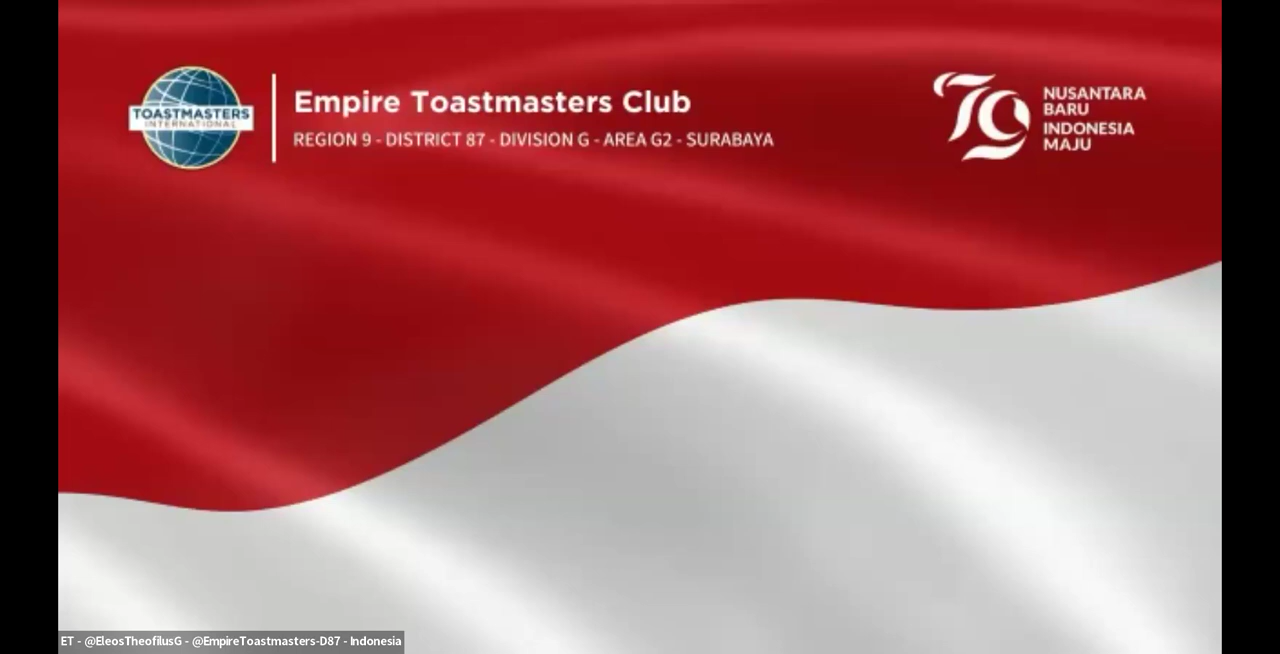 TOASTMASTERS
INTERNATIONAL
Empire Toastmasters Club
REGION 9 - DISTRICT 87 - DIVISION G - AREA G2 - SURABAYA
79
NUSANTARA
BARU
INDONESIA
MAJU
ET - @EleosTheofilusG - @EmpireToastmasters-D87 - Indonesia